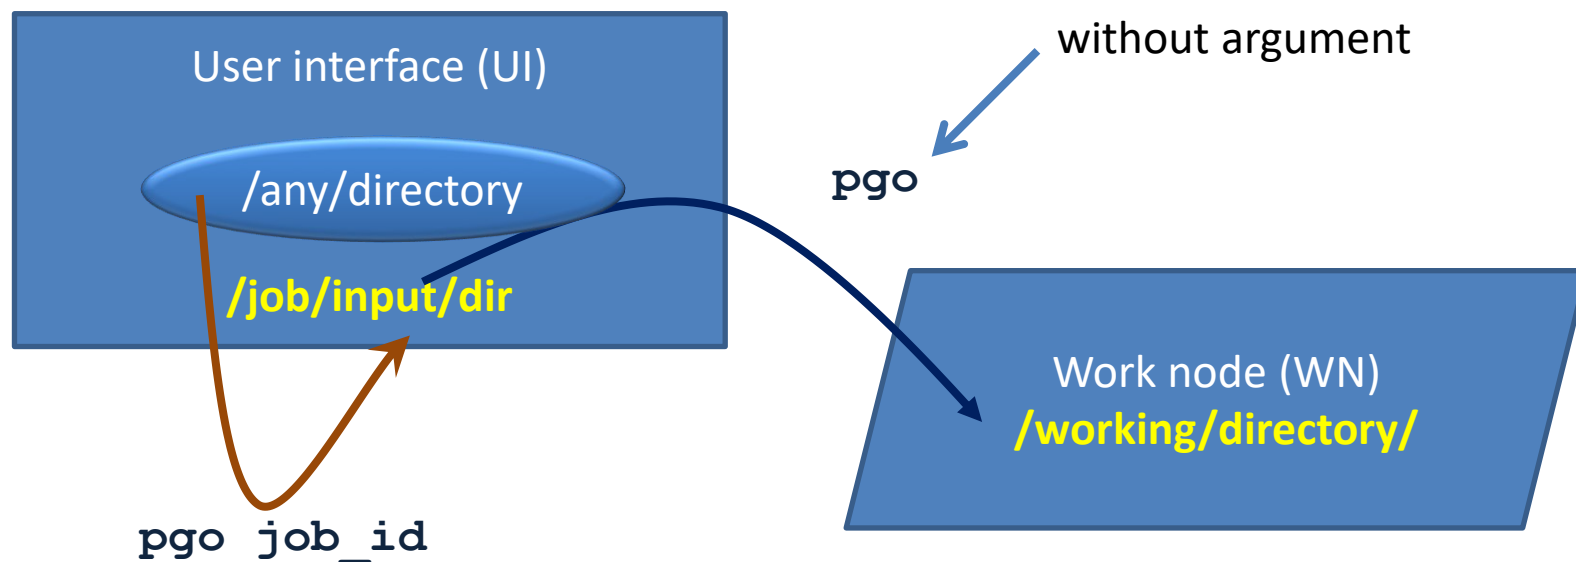 User interface (UI)
/any/directory
/job/input/dir
pgo job_id
without argument
pgo
Work node (WN)
/working/directory/